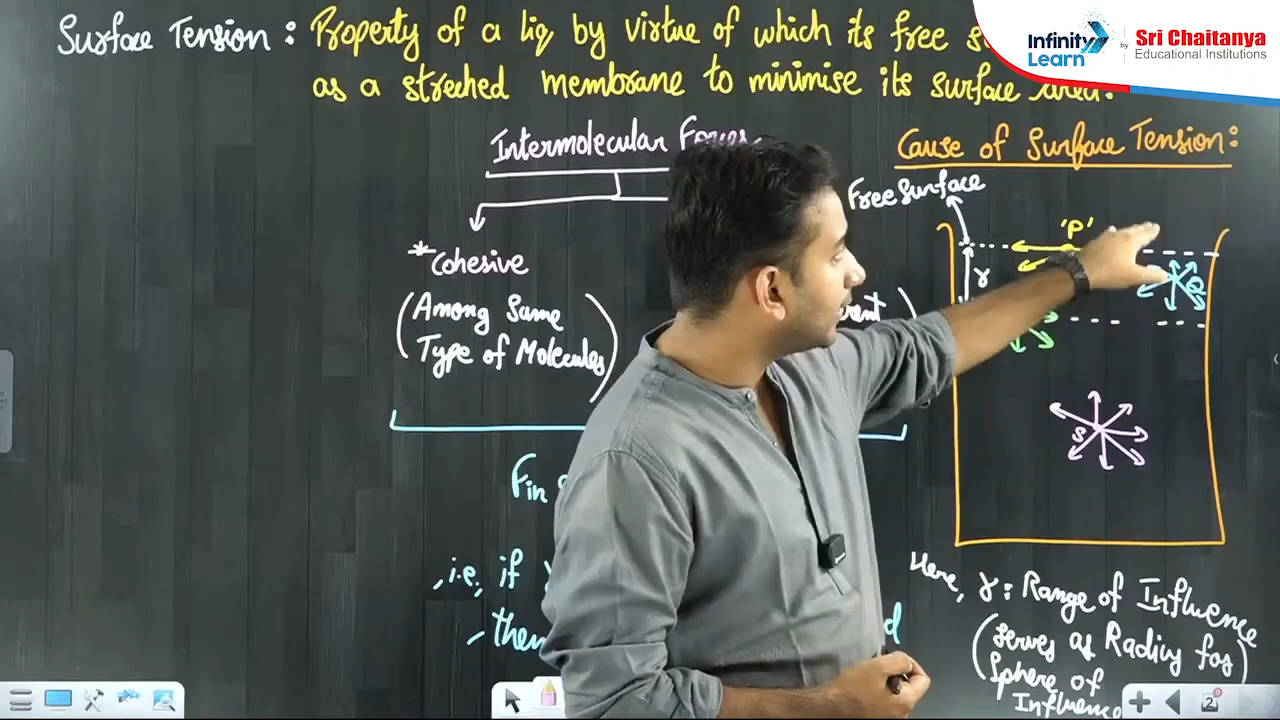 Surface Tension : Property of a liq by virtue of which its free
as a streched membrane to minimise its surface area.
Infinity Learn by Sri Chaitanya
Educational Institutions
Intermolecular Forces
Cause of Surface Tension :
Free Surface
'P'
r
Q
*Cohesive
(Among Same
Type of Molecules)
S
i.e, if
Here, r : Range of Influence
(Serves as Radius for
Sphere of
Influence
2